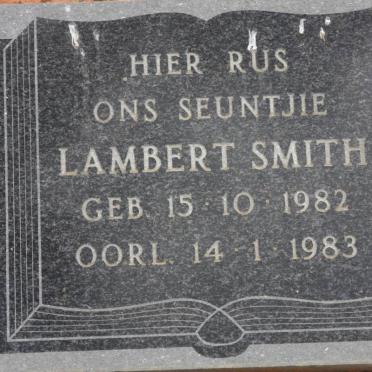 HIER RUS
ONS SEUNTJIE
LAMBERT SMITH
GEB. 15·10·1982
OORL. 14·1·1983